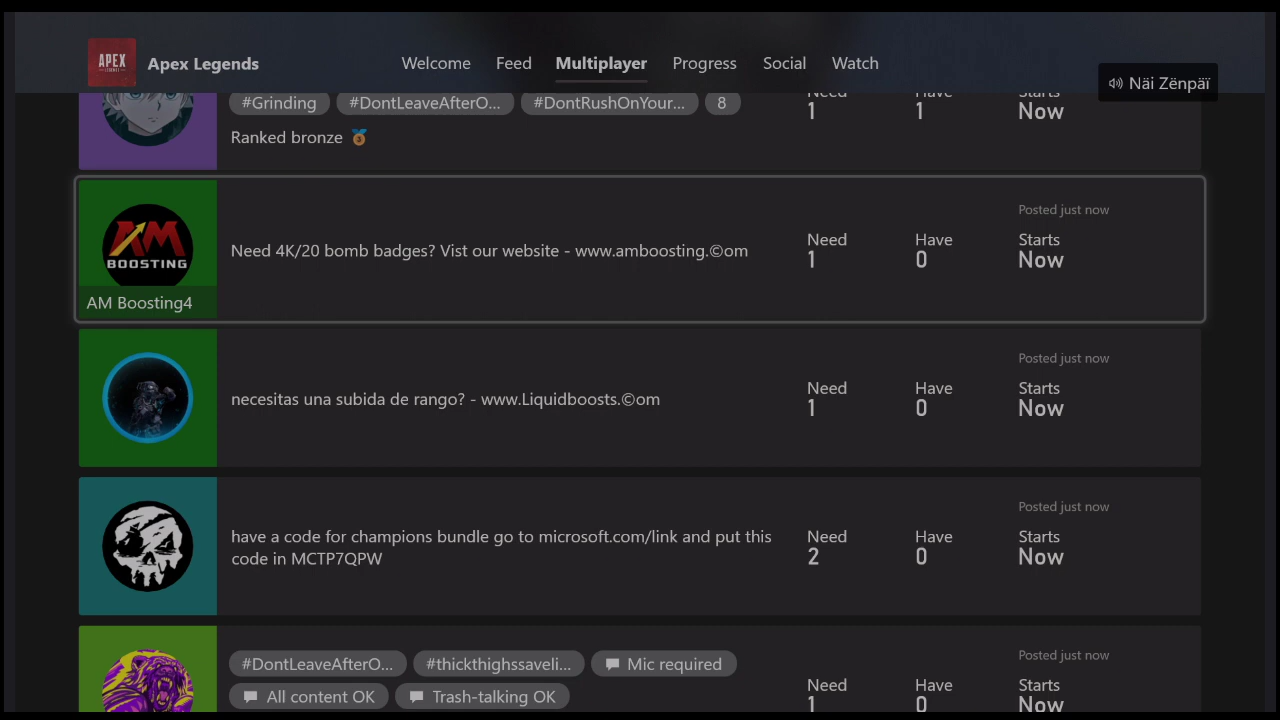 APEX
LEGENDS
Apex Legends
Welcome Feed Multiplayer Progress Social Watch
Näi Zënpäï
#Grinding #DontLeaveAfterO... #DontRushOnYour... 8
Need Have Starts
1 1 Now
Ranked bronze
Posted just now
AM
BOOSTING
AM Boosting4
Need 4K/20 bomb badges? Vist our website - www.amboosting.©om
Need Have Starts
1 0 Now
Posted just now
necesitas una subida de rango? - www.Liquidboosts.©om
Need Have Starts
1 0 Now
Posted just now
have a code for champions bundle go to microsoft.com/link and put this
code in MCTP7QPW
Need Have Starts
2 0 Now
Posted just now
#DontLeaveAfterO... #thickthighssaveli... Mic required
All content OK Trash-talking OK
Need Have Starts
1 0 Now